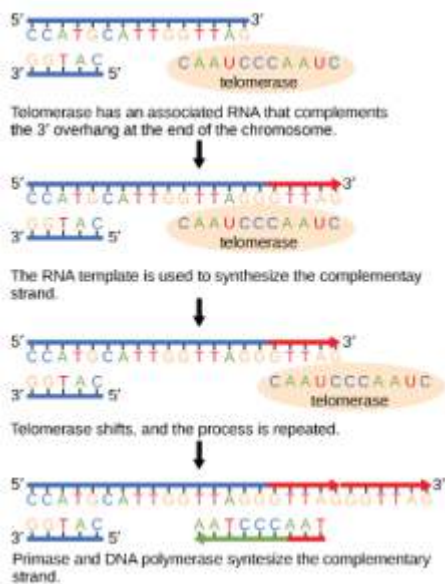 5′ 3′
CCATGCATTGGTTAG
GGTAC CAAUCCCAAUC
3′ 5′ telomerase
Telomerase has an associated RNA that complements
the 3′ overhang at the end of the chromosome.
5′ 3′
CCATGCATTGGTTAGGGTTAG
GGTAC CAAUCCCAAUC
3′ 5′ telomerase
The RNA template is used to synthesize the complementay
strand.
5′ 3′
CCATGCATTGGTTAGGGTTAG
GGTAC CAAUCCCAAUC
3′ 5′ telomerase
Telomerase shifts, and the process is repeated.
5′ 3′
CCATGCATTGGTTAGGGTTAGGGTTAG
GGTAC AATCCCAAT
3′ 5′
Primase and DNA polymerase syntesize the complementary
strand.